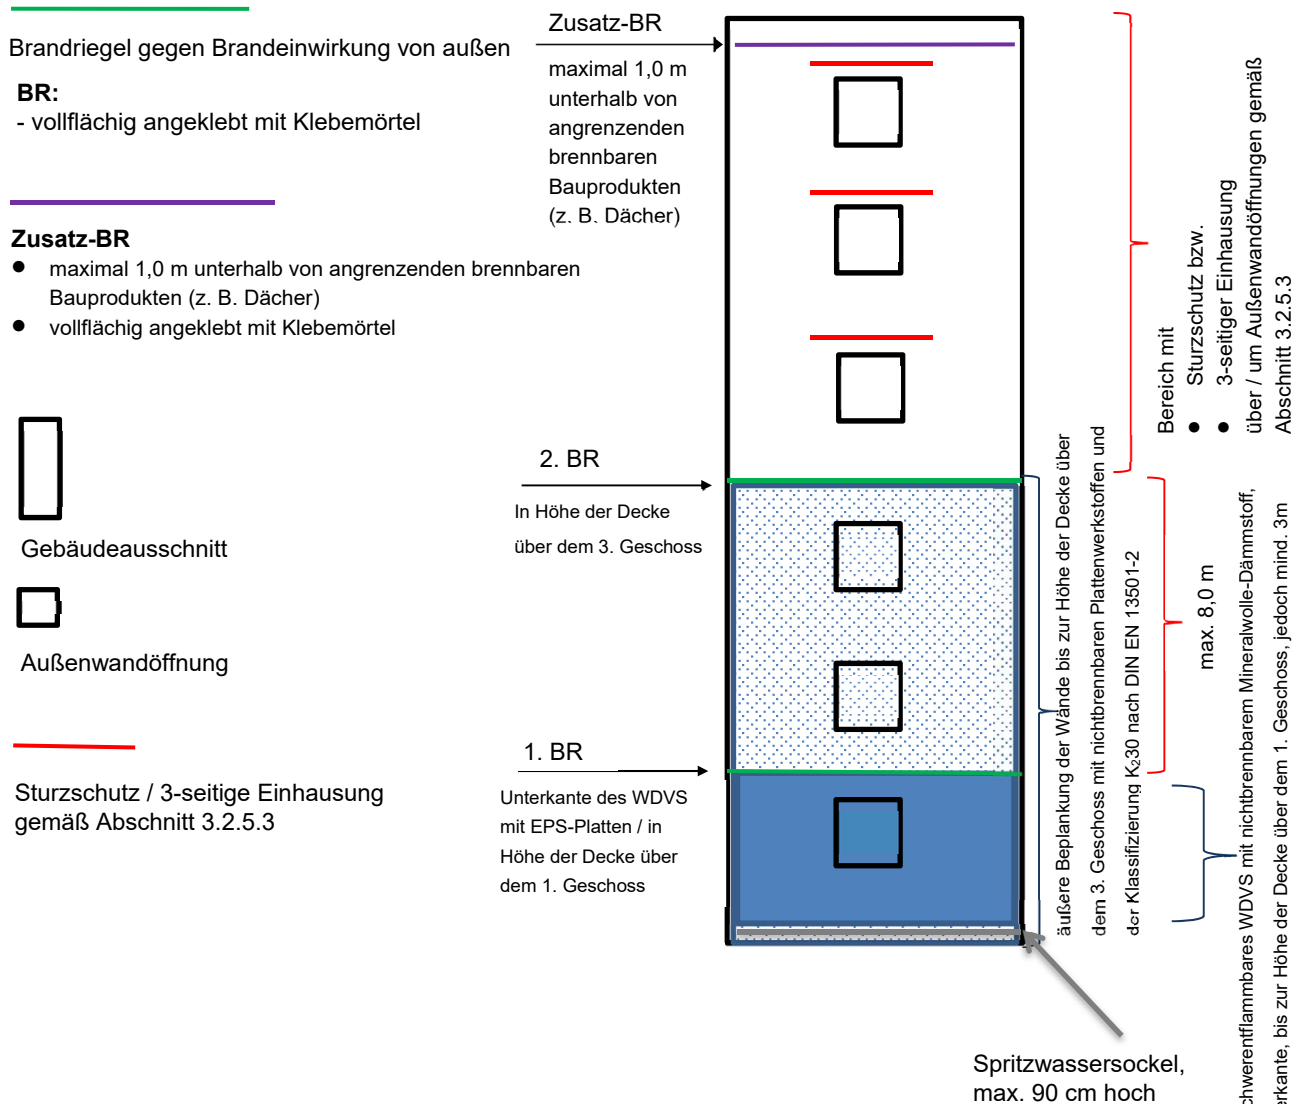 Brandriegel gegen Brandeinwirkung von außen
BR:
- vollflächig angeklebt mit Klebemörtel
Zusatz-BR
● maximal 1,0 m unterhalb von angrenzenden brennbaren
Bauprodukten (z. B. Dächer)
● vollflächig angeklebt mit Klebemörtel
Gebäudeausschnitt
Außenwandöffnung
Sturzschutz / 3-seitige Einhausung
gemäß Abschnitt 3.2.5.3
Zusatz-BR
maximal 1,0 m
unterhalb von
angrenzenden
brennbaren
Bauprodukten
(z. B. Dächer)
2. BR
In Höhe der Decke
über dem 3. Geschoss
1. BR
Unterkante des WDVS
mit EPS-Platten / in
Höhe der Decke über
dem 1. Geschoss
äußere Beplankung der Wände bis zur Höhe der Decke über
dem 3. Geschoss mit nichtbrennbaren Plattenwerkstoffen und
der Klassifizierung K₂30 nach DIN EN 13501-2
Bereich mit
● Sturzschutz bzw.
● 3-seitiger Einhausung
über / um Außenwandöffnungen gemäß
Abschnitt 3.2.5.3
max. 8,0 m
chwerentflammbares WDVS mit nichtbrennbarem Mineralwolle-Dämmstoff,
erkante, bis zur Höhe der Decke über dem 1. Geschoss, jedoch mind. 3m
Spritzwassersockel,
max. 90 cm hoch